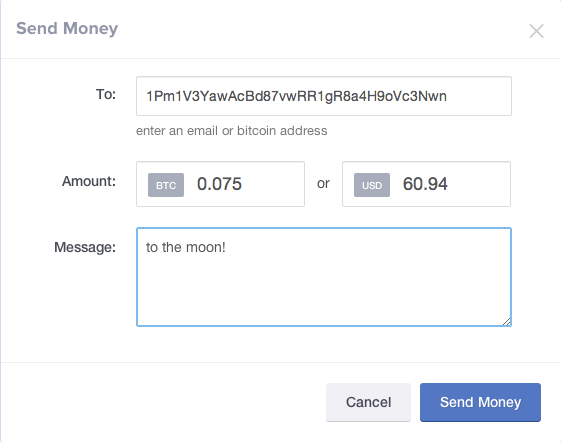 Send Money
To: 1Pm1V3YawAcBd87vwRR1gR8a4H9oVc3Nwn
enter an email or bitcoin address
Amount: BTC 0.075 or USD 60.94
Message: to the moon!
Cancel Send Money